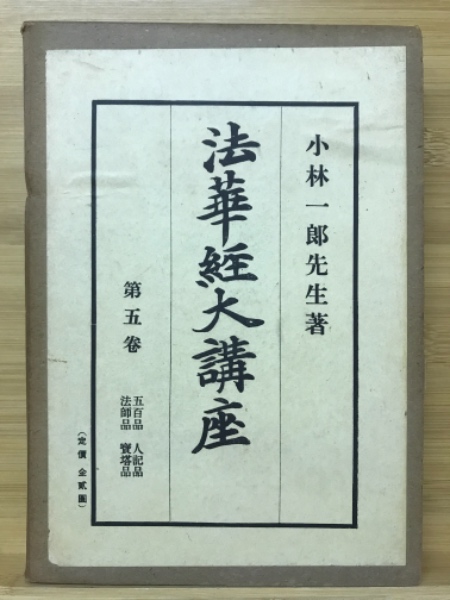 小林一郎先生著
法華経大講座
第五卷
五百品 人記品
法師品 寶塔品
（定價 金貳圓）